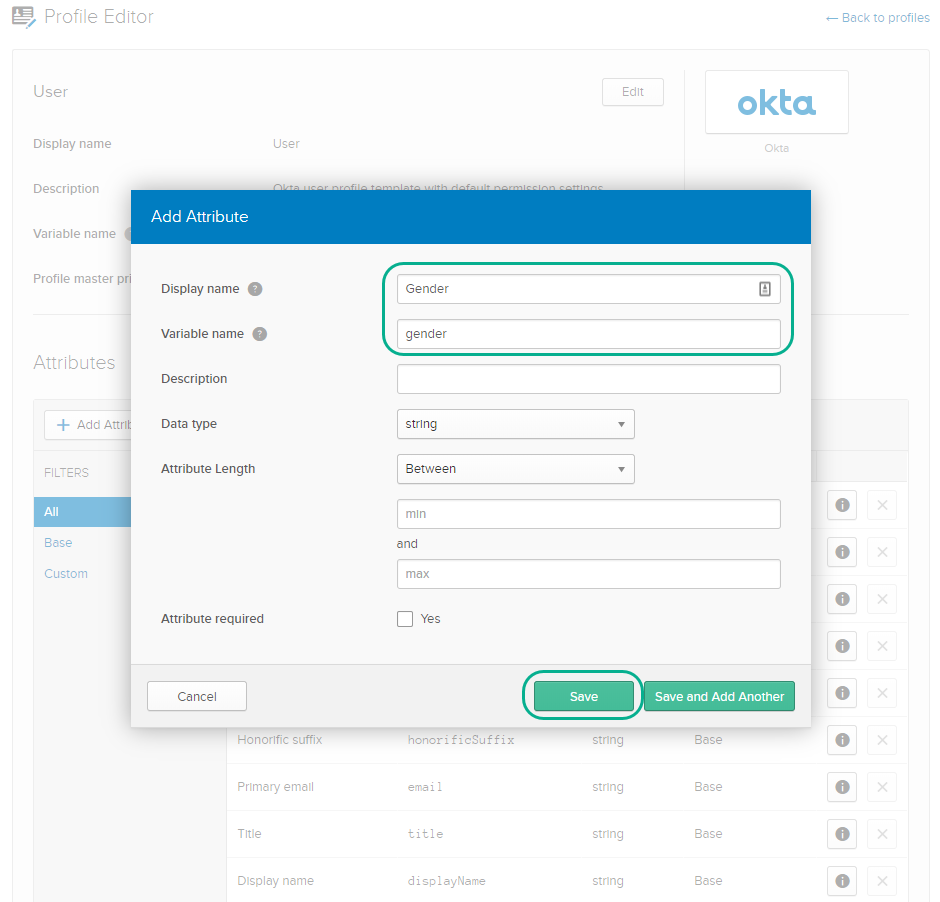 Profile Editor
← Back to profiles
User
Edit
okta
Okta
Display name User
Description Okta user profile template with default permission settings
Variable name
Profile master pri
Attributes
+ Add Attrib
FILTERS
All
Base
Custom
Add Attribute
Display name ? Gender
Variable name ? gender
Description
Data type string
Attribute Length Between
min
and
max
Attribute required Yes
Cancel Save Save and Add Another
Honorific suffix honorificSuffix string Base
Primary email email string Base
Title title string Base
Display name displayName string Base